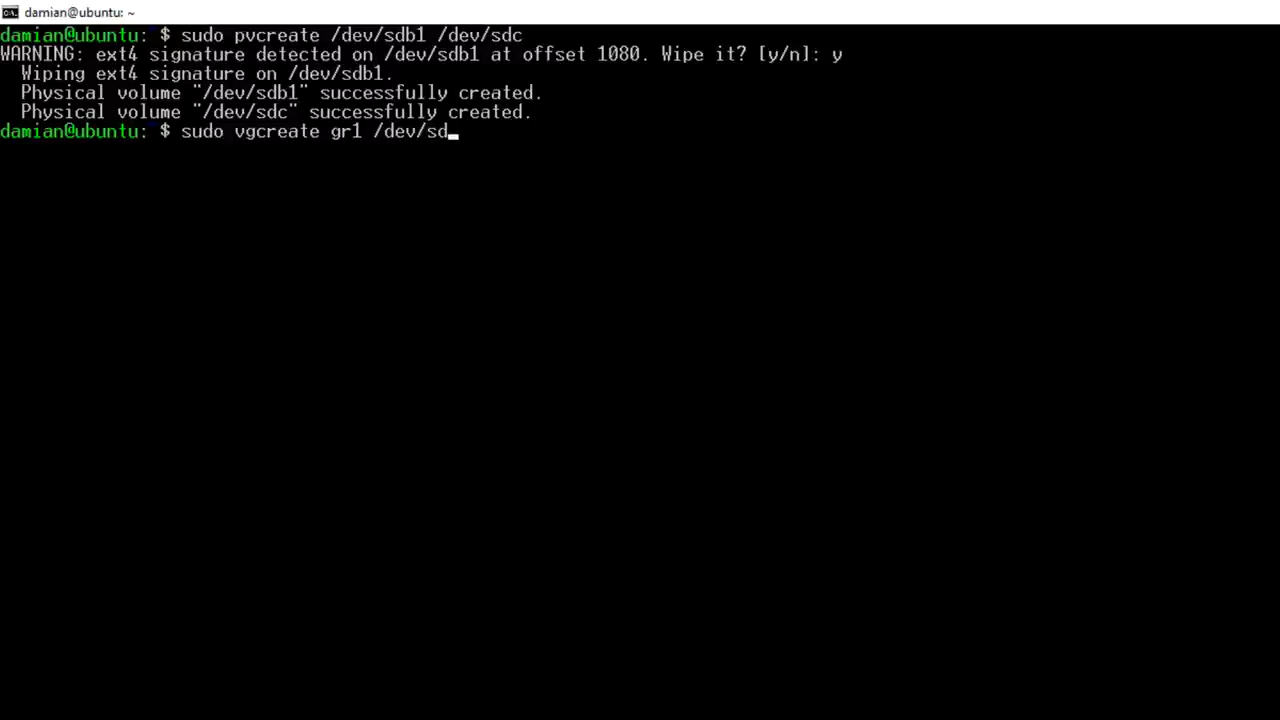 damian@ubuntu: ~
damian@ubuntu:~$ sudo pvcreate /dev/sdb1 /dev/sdc
WARNING: ext4 signature detected on /dev/sdb1 at offset 1080. Wipe it? [y/n]: y
  Wiping ext4 signature on /dev/sdb1.
  Physical volume "/dev/sdb1" successfully created.
  Physical volume "/dev/sdc" successfully created.
damian@ubuntu:~$ sudo vgcreate gr1 /dev/sd_